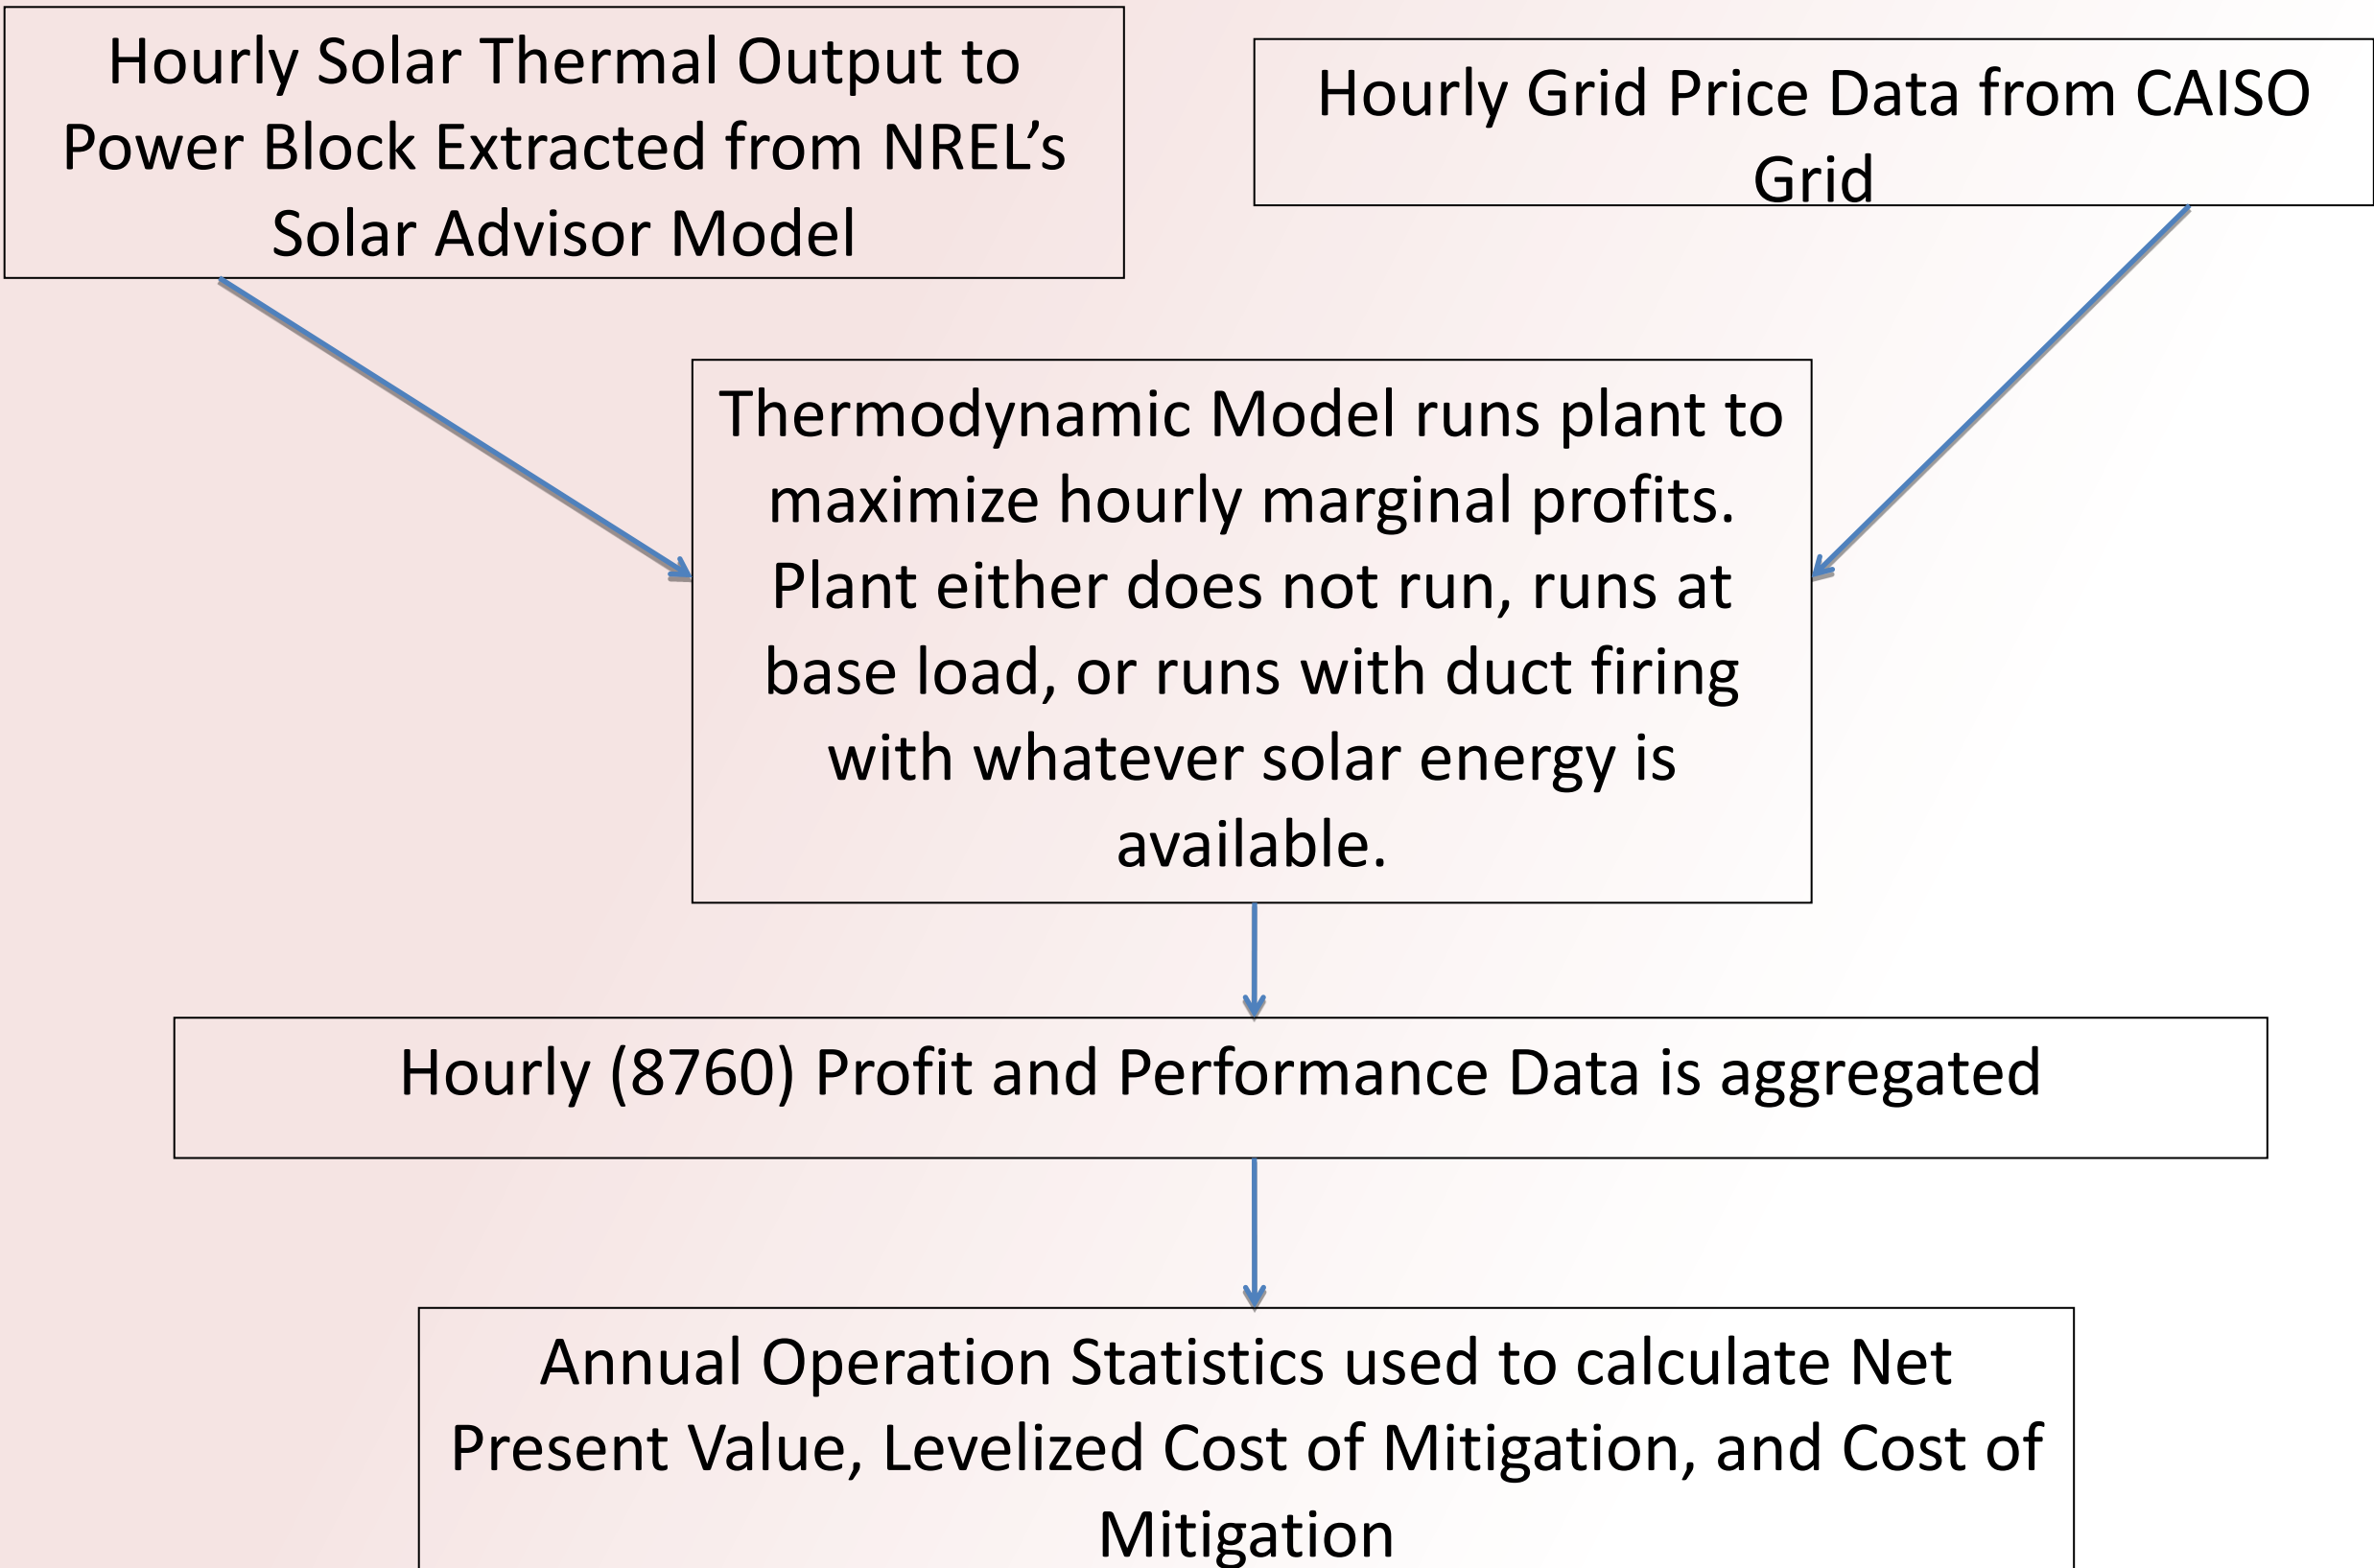 Hourly Solar Thermal Output to
Power Block Extracted from NREL’s
Solar Advisor Model
Hourly Grid Price Data from CAISO
Grid
Thermodynamic Model runs plant to
maximize hourly marginal profits.
Plant either does not run, runs at
base load, or runs with duct firing
with whatever solar energy is
available.
Hourly (8760) Profit and Performance Data is aggregated
Annual Operation Statistics used to calculate Net
Present Value, Levelized Cost of Mitigation, and Cost of
Mitigation